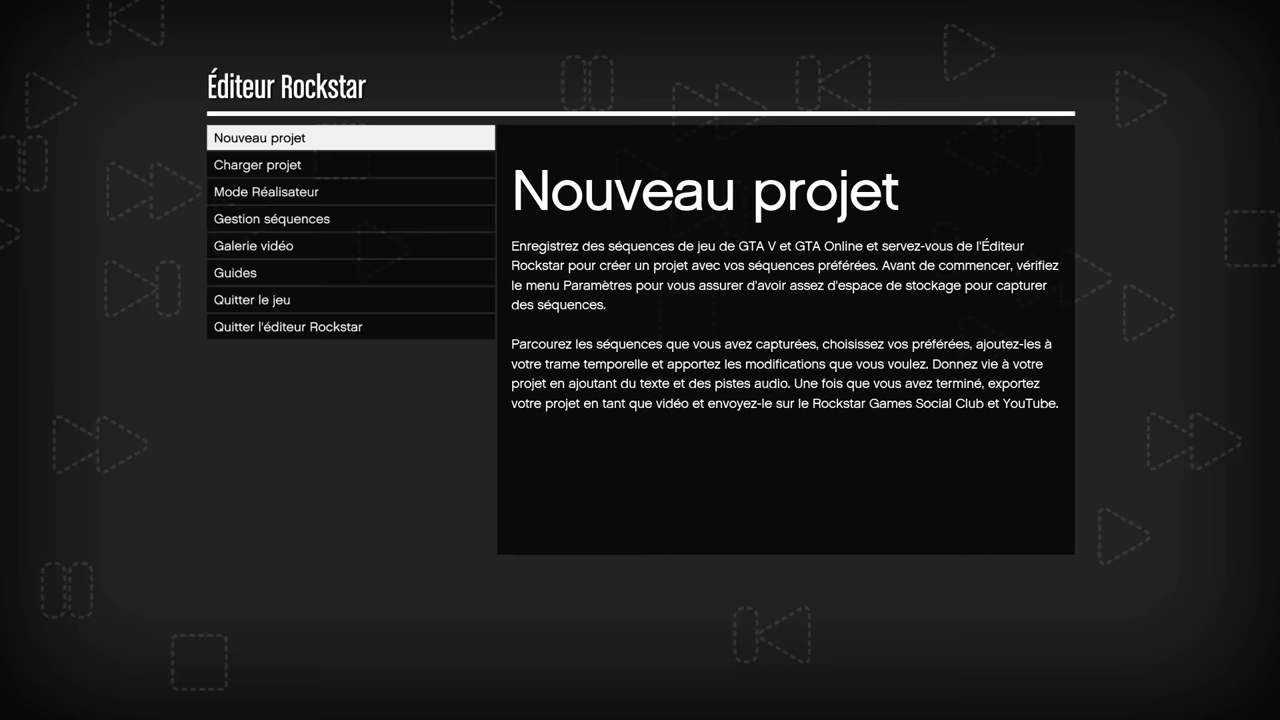 Éditeur Rockstar
Nouveau projet
Charger projet
Mode Réalisateur
Gestion séquences
Galerie vidéo
Guides
Quitter le jeu
Quitter l'éditeur Rockstar
Nouveau projet
Enregistrez des séquences de jeu de GTA V et GTA Online et servez-vous de l'Éditeur
Rockstar pour créer un projet avec vos séquences préférées. Avant de commencer, vérifiez
le menu Paramètres pour vous assurer d'avoir assez d'espace de stockage pour capturer
des séquences.
Parcourez les séquences que vous avez capturées, choisissez vos préférées, ajoutez-les à
votre trame temporelle et apportez les modifications que vous voulez. Donnez vie à votre
projet en ajoutant du texte et des pistes audio. Une fois que vous avez terminé, exportez
votre projet en tant que vidéo et envoyez-le sur le Rockstar Games Social Club et YouTube.